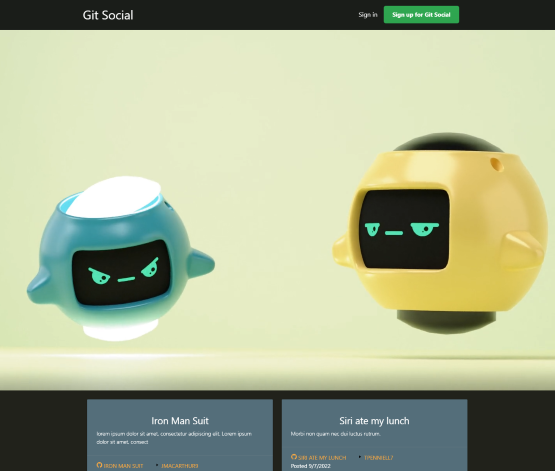 Git Social
Sign in
Sign up for Git Social
Iron Man Suit
lorem ipsum dolor sit amet, consectetur adipiscing elit. Lorem ipsum
dolor sit amet, consed
IRON MAN SUIT
Siri ate my lunch
Morbi non quam nec dui luctus rutrum.
SIRI ATE MY LUNCH
TPENNELL7
Posted 9/7/2022